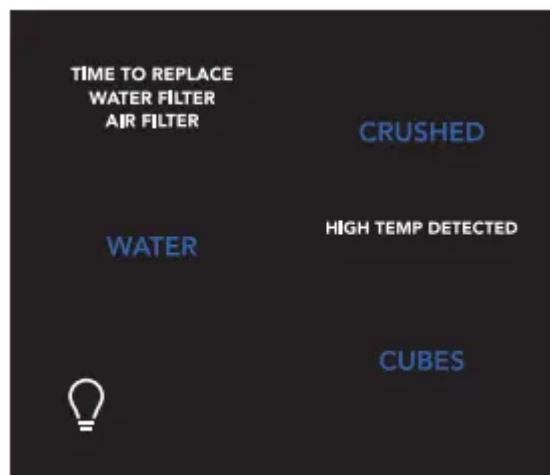 TIME TO REPLACE
WATER FILTER
AIR FILTER
CRUSHED
WATER
HIGH TEMP DETECTED
CUBES